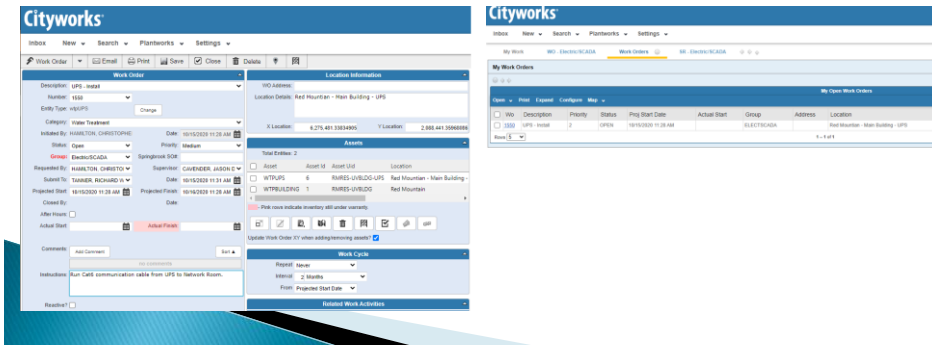 Cityworks
Inbox New Search Plantworks Settings
Work Order Email Print Save Close Delete
Work Order
Description: UPS - Install
Number: 1550
Entity Type: wtpUPS Change
Category: Water Treatment
Initiated By: HAMILTON, CHRISTOPHE Date: 10/15/2020 11:28 AM
Status: Open Priority: Medium
Group: Electric/SCADA Springbrook SO#:
Requested By: HAMILTON, CHRISTO Supervisor: CAVENDER, JASON D
Submit To: TANNER, RICHARD W Date: 10/15/2020 11:31 AM
Projected Start: 10/15/2020 11:28 AM Projected Finish: 10/16/2020 11:28 AM
Closed By: Date:
After Hours:
Actual Start: Actual Finish:
Comments: Add Comment Sort
no comments
Instructions: Run Cat6 communication cable from UPS to Network Room.
Reactive?
Location Information
WO Address:
Location Details: Red Mountian - Main Building - UPS
X Location: Y Location:
Assets
Total Entities: 2
Asset Asset Id Asset Uid Location
WTPUPS 6 RMRES-UVBLDG-UPS Red Mountain - Main Building -
WTPBUILDING 1 RMRES-UVBLDG Red Mountain
- Pink rows indicate inventory still under warranty.
Update Work Order XY when adding/removing assets?
Work Cycle
Repeat: Never
Interval: 2 Months
From: Projected Start Date
Related Work Activities
Cityworks
Inbox New Search Plantworks Settings
My Work WO - Electric/SCADA Work Orders SR - Electric/SCADA
My Work Orders
My Open Work Orders
Open Print Expand Configure Map
Wo Description Priority Status Proj Start Date Actual Start Group Address Location
1550 UPS - Install 2 OPEN 10/15/2020 11:28 AM ELECT/SCADA Red Mountian - Main Building - UPS
Rows 5 1 - 1 of 1